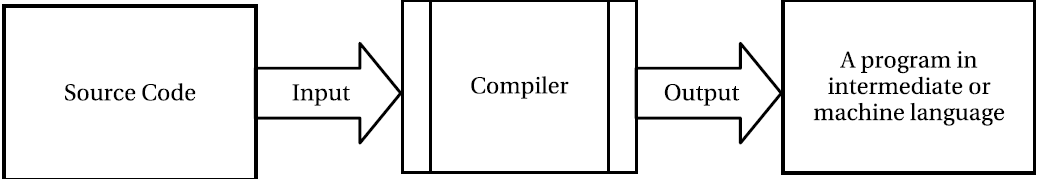 Source Code
Input
Compiler
Output
A program in
intermediate or
machine language